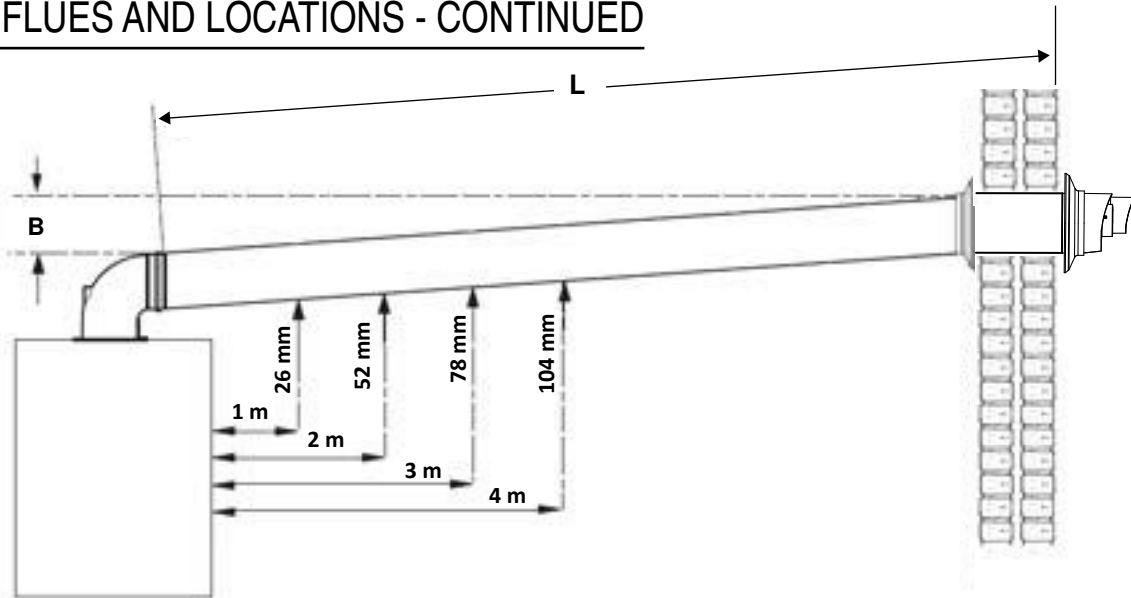 FLUES AND LOCATIONS - CONTINUED
L
B
26 mm
52 mm
78 mm
104 mm
1 m
2 m
3 m
4 m